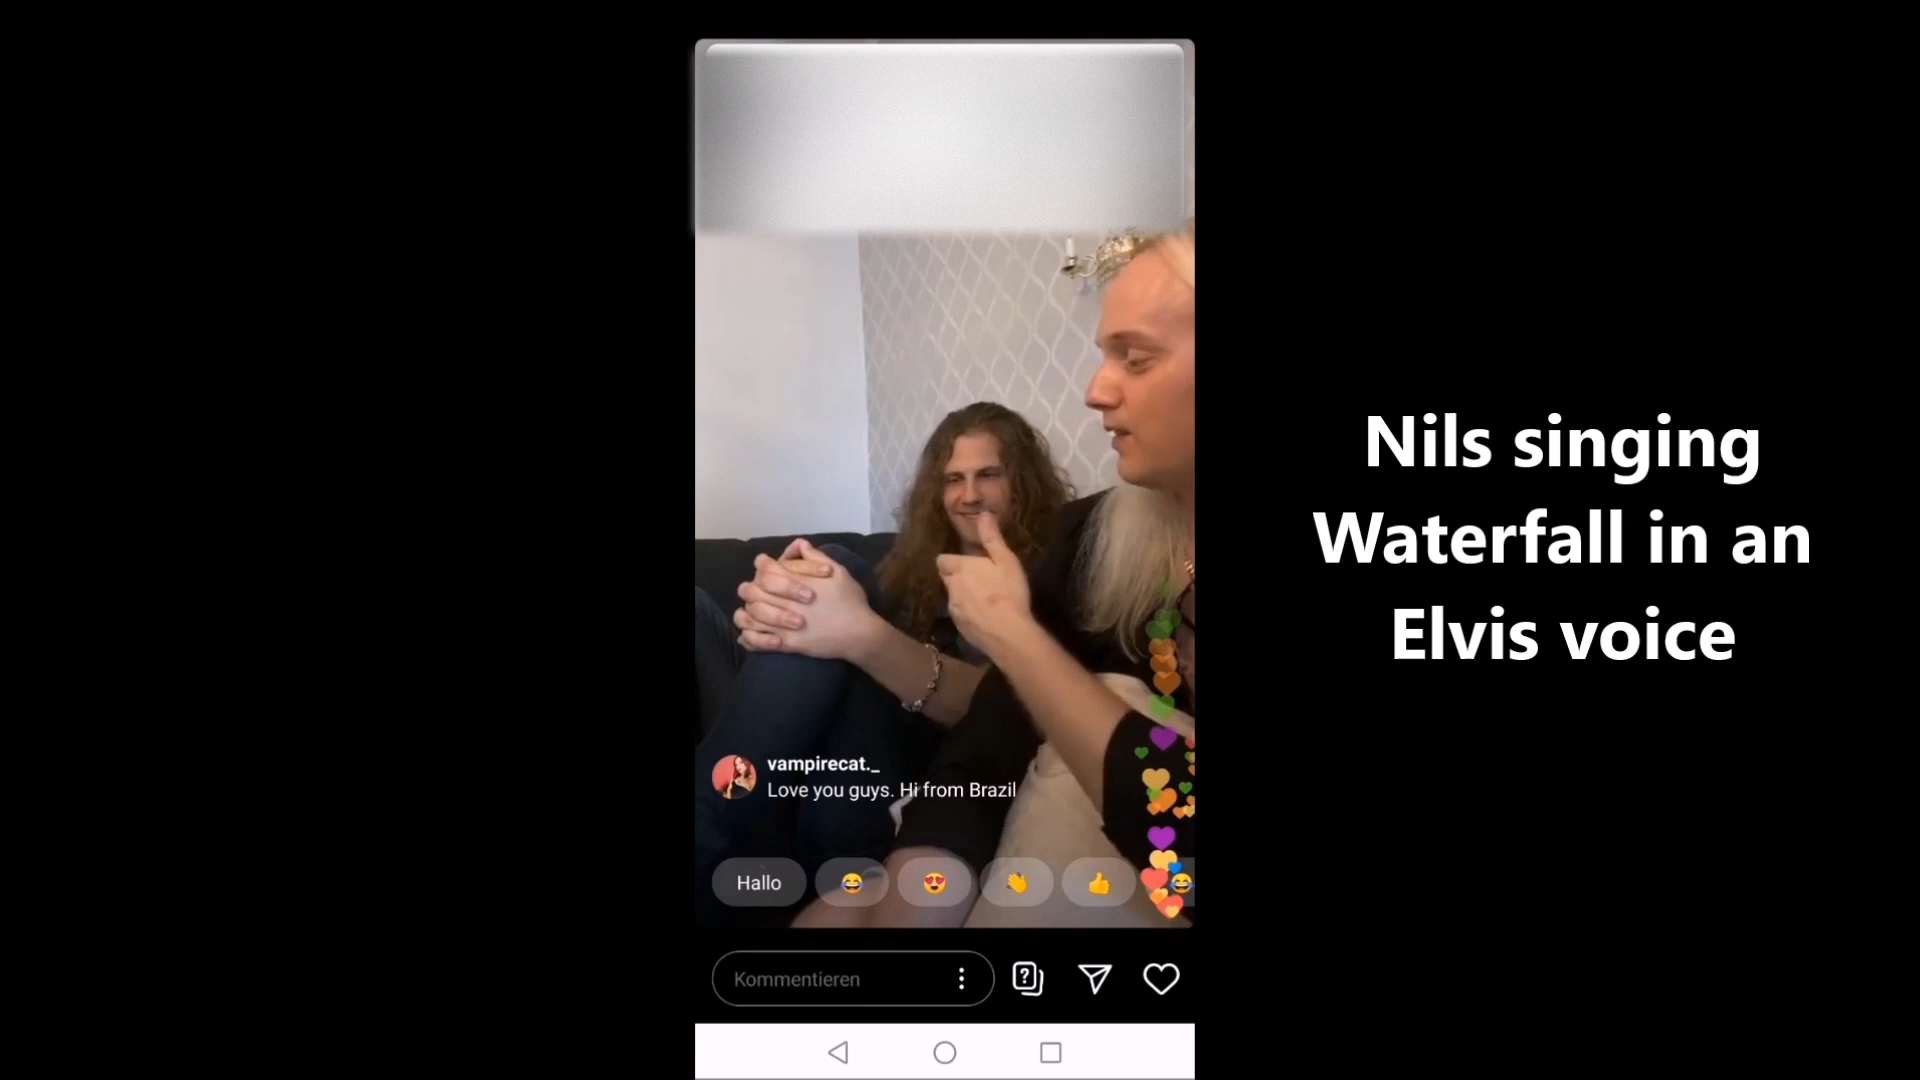 Nils singing
Waterfall in an
Elvis voice
vampirecat._
Love you guys. Hi from Brazil
Hallo
Kommentieren